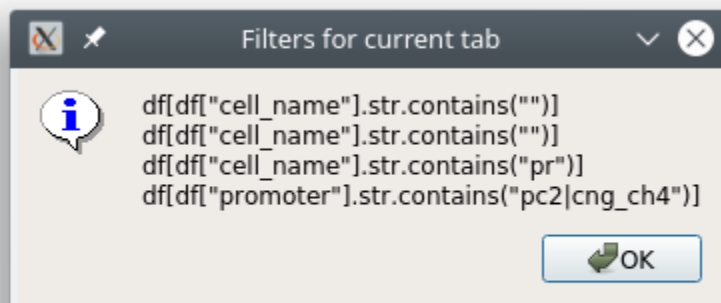 Filters for current tab
df[df["cell_name"].str.contains("")]
df[df["cell_name"].str.contains("")]
df[df["cell_name"].str.contains("pr")]
df[df["promoter"].str.contains("pc2|cng_ch4")]
OK